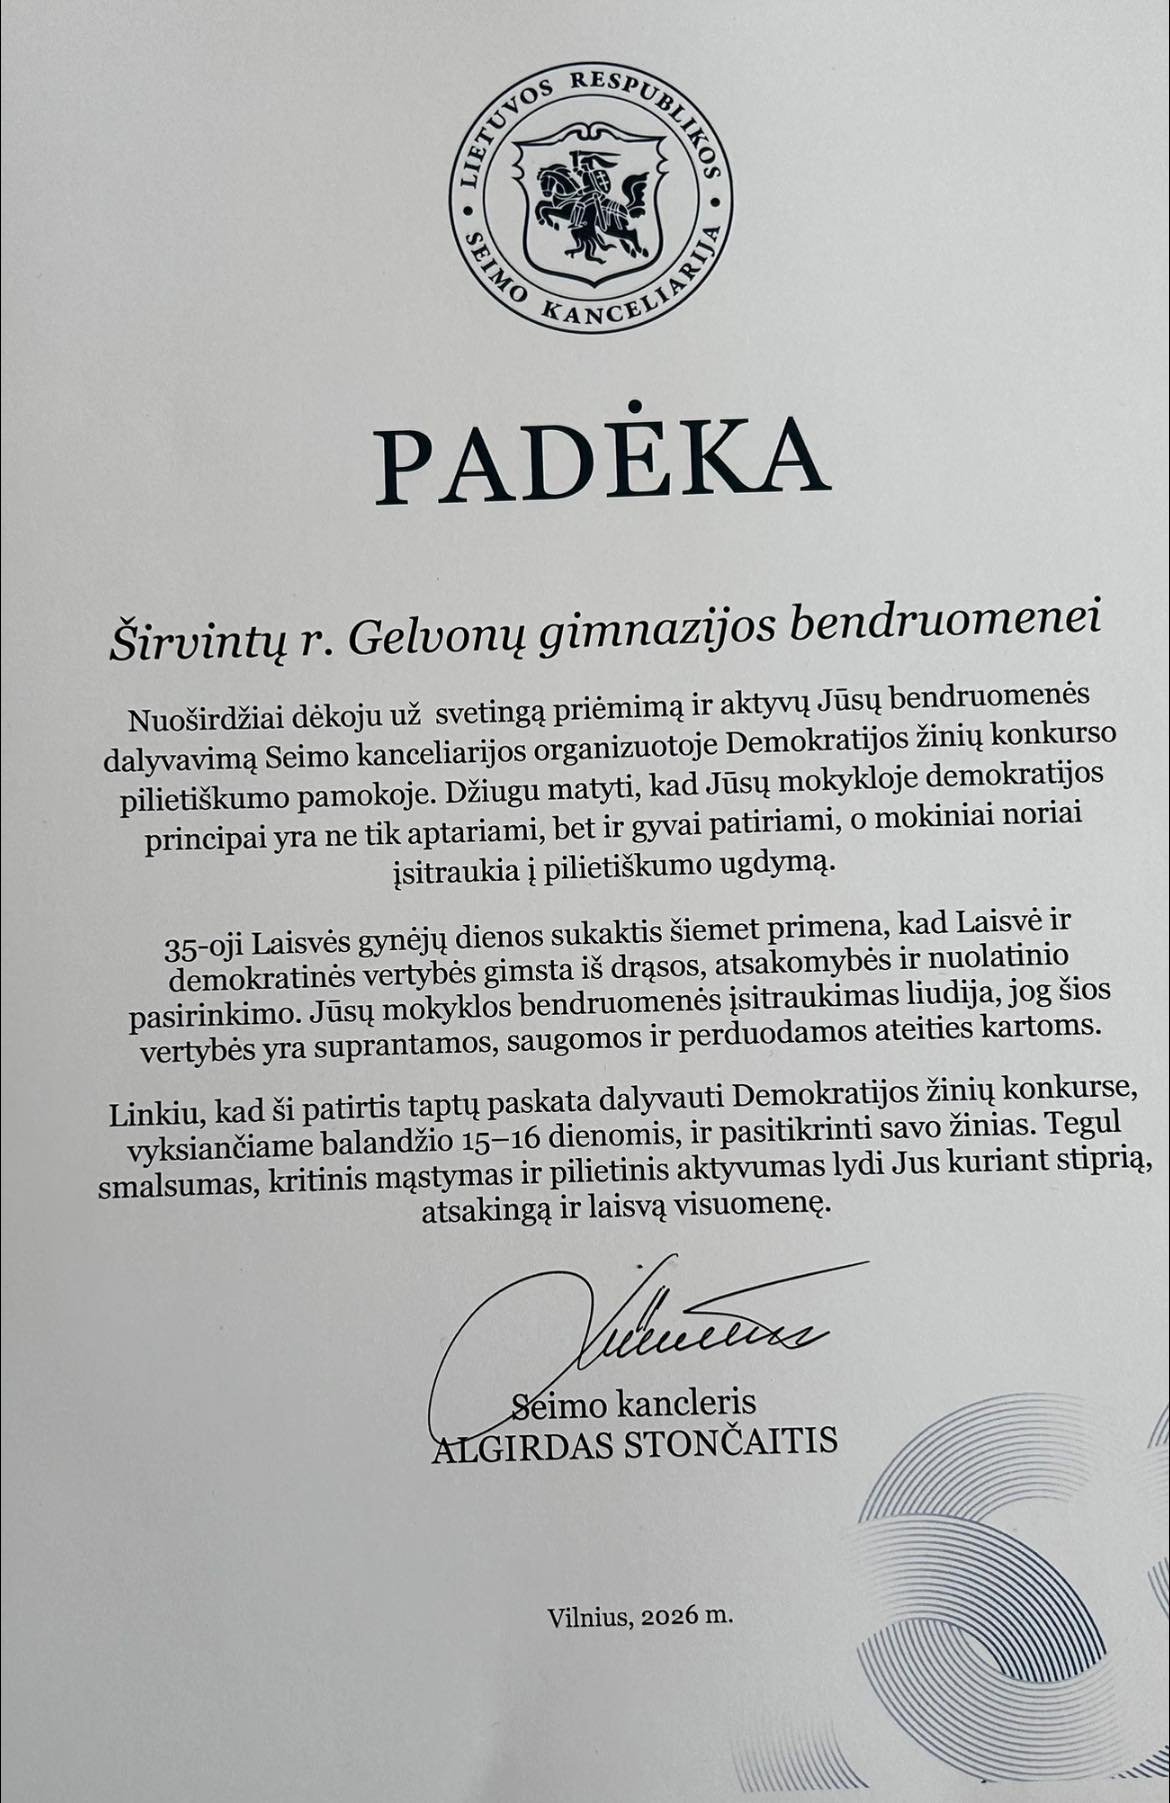 LIETUVOS RESPUBLIKOS
SEIMO KANCELIARIJA
PADĖKA
Širvintų r. Gelvonų gimnazijos bendruomenei
Nuoširdžiai dėkoju už svetingą priėmimą ir aktyvų Jūsų bendruomenės
dalyvavimą Seimo kanceliarijos organizuotoje Demokratijos žinių konkurso
pilietiškumo pamokoje. Džiugu matyti, kad Jūsų mokykloje demokratijos
principai yra ne tik aptariami, bet ir gyvai patiriami, o mokiniai noriai
įsitraukia į pilietiškumo ugdymą.
35-oji Laisvės gynėjų dienos sukaktis šiemet primena, kad Laisvė ir
demokratinės vertybės gimsta iš drąsos, atsakomybės ir nuolatinio
pasirinkimo. Jūsų mokyklos bendruomenės įsitraukimas liudija, jog šios
vertybės yra suprantamos, saugomos ir perduodamos ateities kartoms.
Linkiu, kad ši patirtis taptų paskata dalyvauti Demokratijos žinių konkurse,
vyksiančiame balandžio 15–16 dienomis, ir pasitikrinti savo žinias. Tegul
smalsumas, kritinis mąstymas ir pilietinis aktyvumas lydi Jus kuriant stiprią,
atsakingą ir laisvą visuomenę.
Seimo kancleris
ALGIRDAS STONČAITIS
Vilnius, 2026 m.